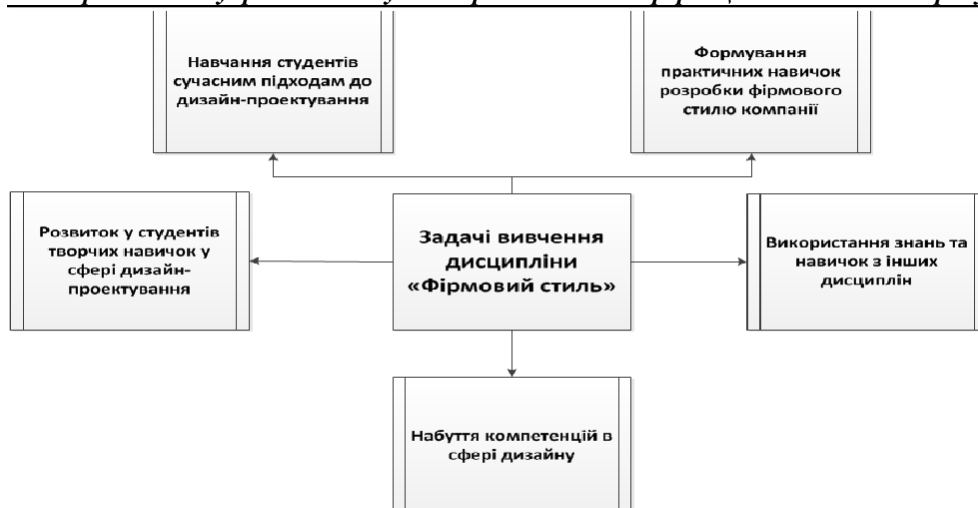 Навчання студентів
сучасним підходам до
дизайн-проектування
Формування
практичних навичок
розробки фірмового
стилю компанії
Розвиток у студентів
творчих навичок у
сфері дизайн-
проектування
Задачі вивчення
дисципліни
«Фірмовий стиль»
Використання знань та
навичок з інших
дисциплін
Набуття компетенцій в
сфері дизайну